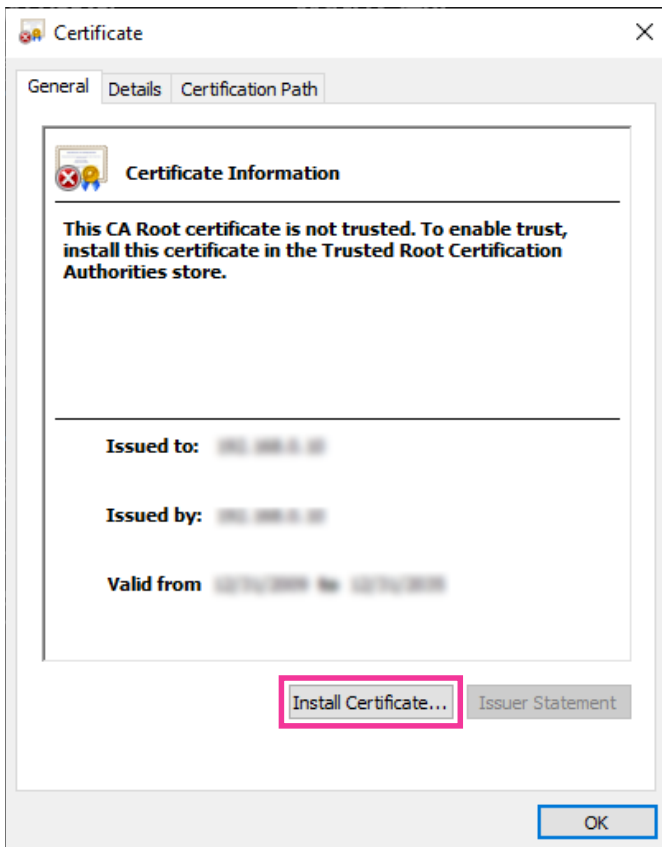 Certificate
General Details Certification Path
Certificate Information
This CA Root certificate is not trusted. To enable trust,
install this certificate in the Trusted Root Certification
Authorities store.
Issued to:
Issued by:
Valid from
Install Certificate... Issuer Statement
OK